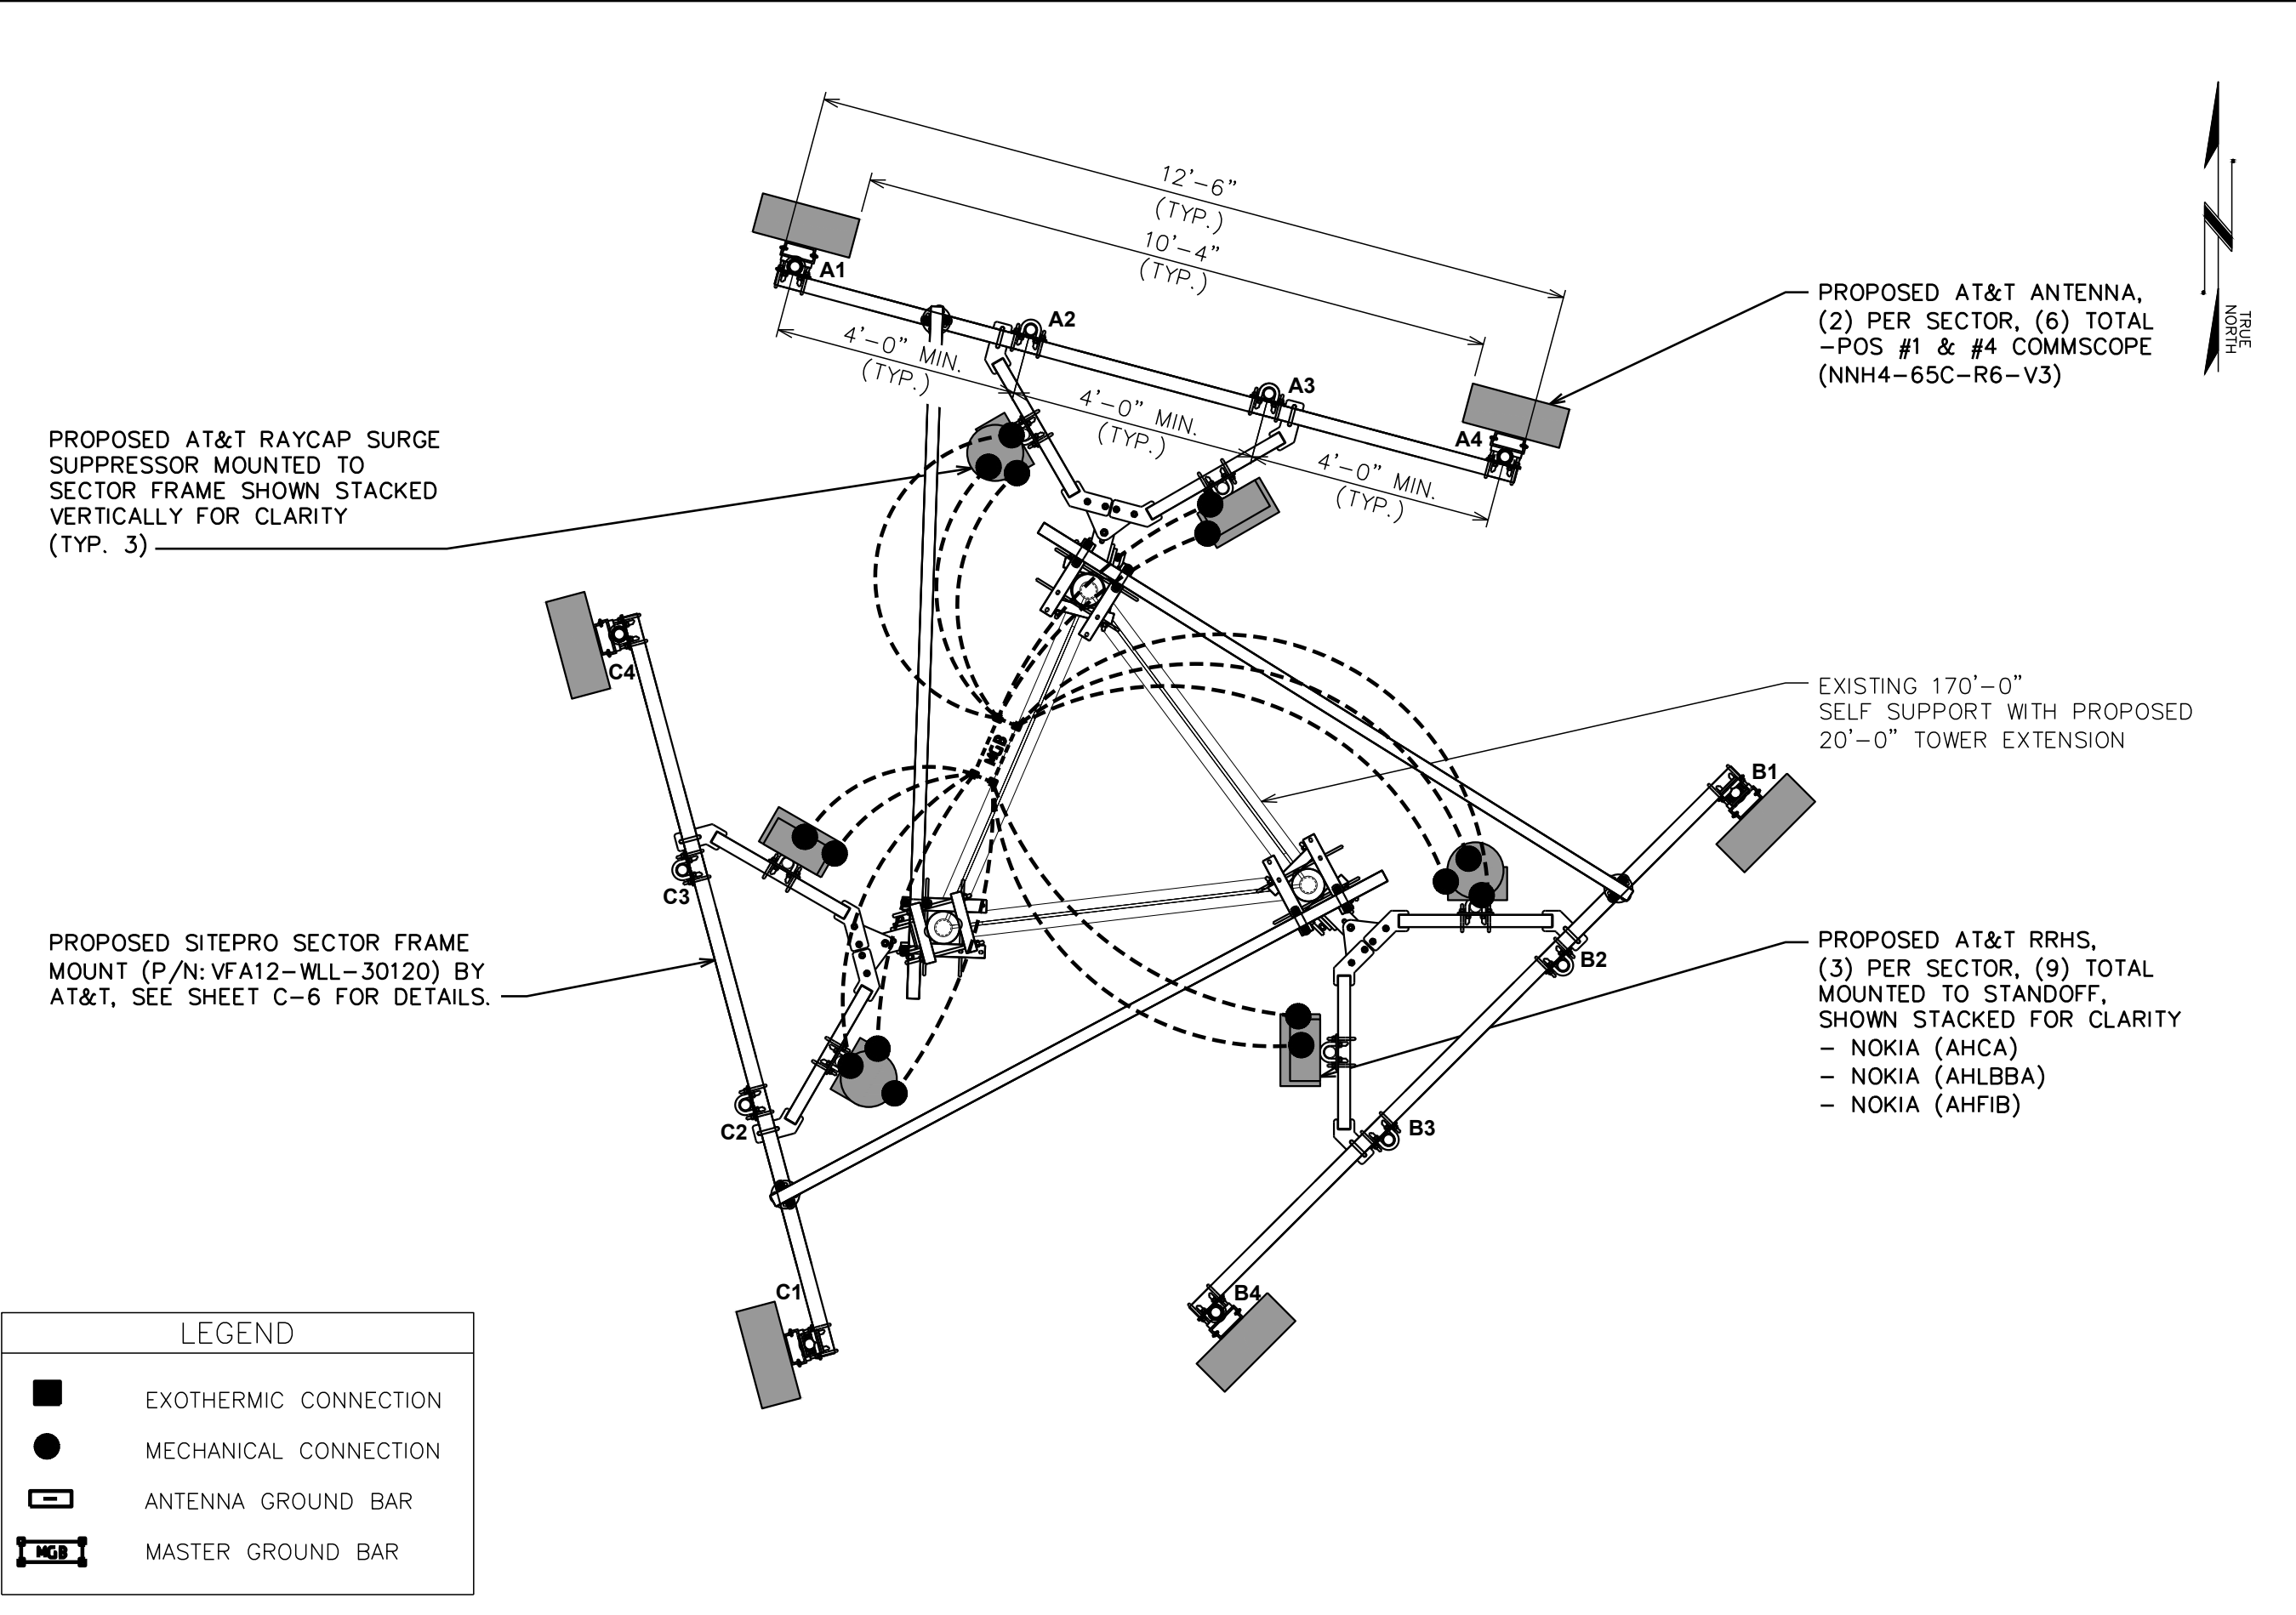 12'-6"
(TYP.)
10'-4"
(TYP.)
A1
A2
A3
A4
4'-0" MIN.
(TYP.)
4'-0" MIN.
(TYP.)
4'-0" MIN.
(TYP.)
TRUE
NORTH
PROPOSED AT&T ANTENNA,
(2) PER SECTOR, (6) TOTAL
-POS #1 & #4 COMMSCOPE
(NNH4-65C-R6-V3)
PROPOSED AT&T RAYCAP SURGE
SUPPRESSOR MOUNTED TO
SECTOR FRAME SHOWN STACKED
VERTICALLY FOR CLARITY
(TYP. 3)
EXISTING 170'-0"
SELF SUPPORT WITH PROPOSED
20'-0" TOWER EXTENSION
MGB
C4
C3
C2
C1
B1
B2
B3
B4
PROPOSED SITEPRO SECTOR FRAME
MOUNT (P/N: VFA12-WLL-30120) BY
AT&T, SEE SHEET C-6 FOR DETAILS.
PROPOSED AT&T RRHS,
(3) PER SECTOR, (9) TOTAL
MOUNTED TO STANDOFF,
SHOWN STACKED FOR CLARITY
- NOKIA (AHCA)
- NOKIA (AHLBBA)
- NOKIA (AHFIB)
LEGEND
EXOTHERMIC CONNECTION
MECHANICAL CONNECTION
ANTENNA GROUND BAR
MGB MASTER GROUND BAR